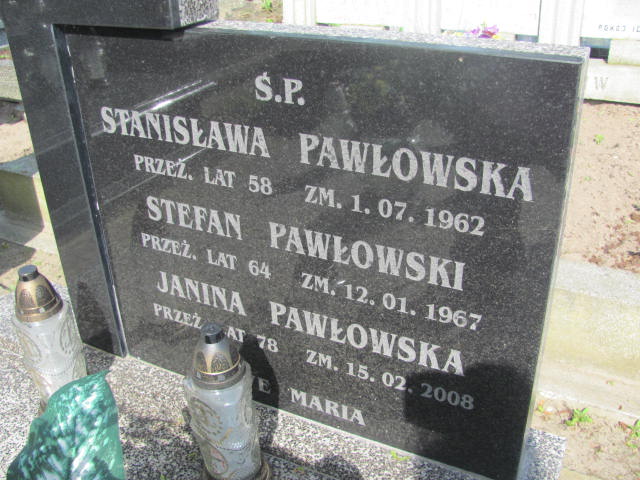 Ś.P.
STANISŁAWA PAWŁOWSKA
PRZEŻ. LAT 58 ZM. 1. 07. 1962
STEFAN PAWŁOWSKI
PRZEŻ. LAT 64 ZM. 12. 01. 1967
JANINA PAWŁOWSKA
PRZEŻ. LAT 78 ZM. 15. 02. 2008
MARIA